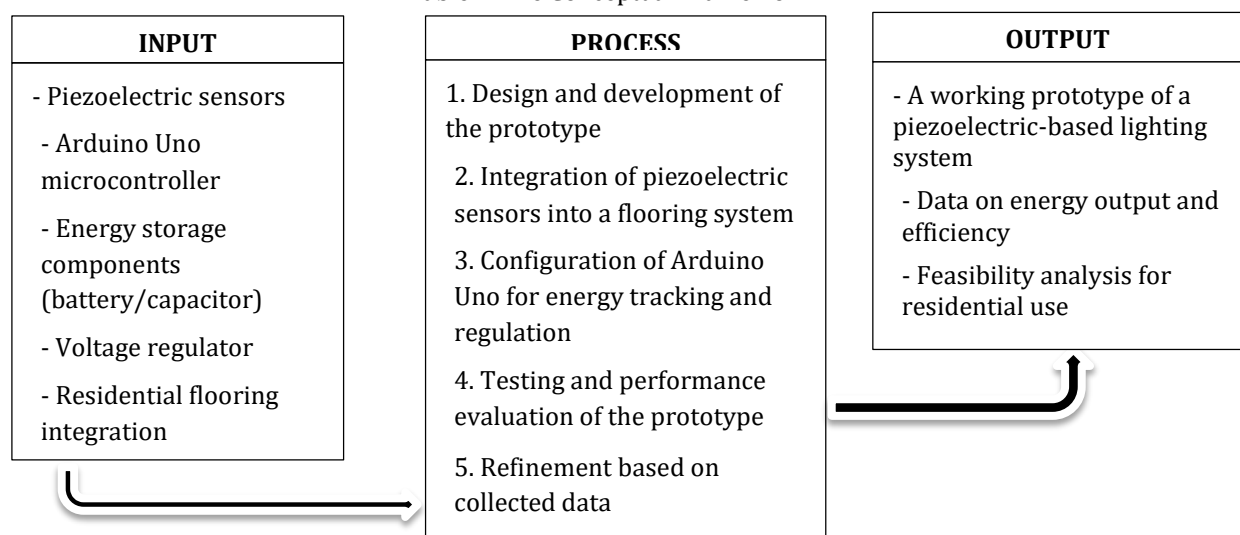 INPUT
- Piezoelectric sensors
- Arduino Uno
microcontroller
- Energy storage
components
(battery/capacitor)
- Voltage regulator
- Residential flooring
integration
PROCESS
1. Design and development of
the prototype
2. Integration of piezoelectric
sensors into a flooring system
3. Configuration of Arduino
Uno for energy tracking and
regulation
4. Testing and performance
evaluation of the prototype
5. Refinement based on
collected data
OUTPUT
- A working prototype of a
piezoelectric-based lighting
system
- Data on energy output and
efficiency
- Feasibility analysis for
residential use